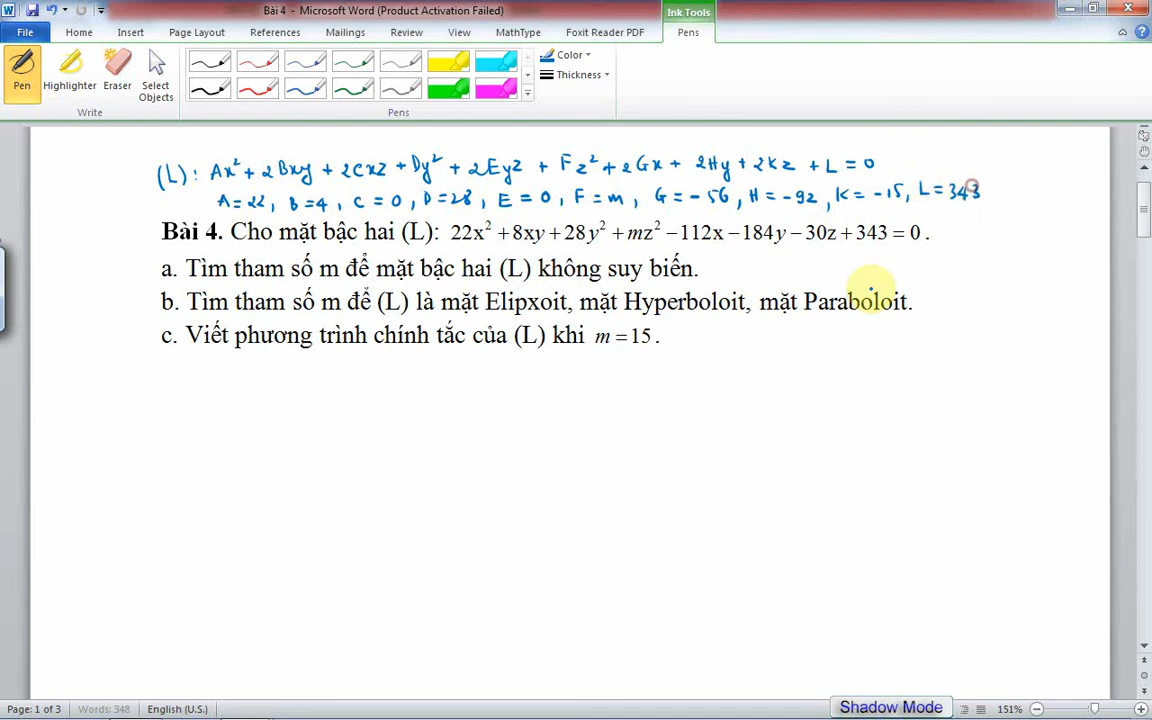 Bài 4 - Microsoft Word (Product Activation Failed)
Ink Tools
File Home Insert Page Layout References Mailings Review View MathType Foxit Reader PDF Pens
Pen Highlighter Eraser Select Objects
Color
Thickness
Write Pens
(L): Ax² + 2Bxy + 2Cxz + Dy² + 2Eyz + Fz² + 2Gx + 2Hy + 2Kz + L = 0
A = 22, B = 4, C = 0, D = 28, E = 0, F = m, G = -56, H = -92, K = -15, L = 343
Bài 4. Cho mặt bậc hai (L): 22x² + 8xy + 28y² + mz² − 112x − 184y − 30z + 343 = 0.
a. Tìm tham số m để mặt bậc hai (L) không suy biến.
b. Tìm tham số m để (L) là mặt Elipxoit, mặt Hyperboloit, mặt Paraboloit.
c. Viết phương trình chính tắc của (L) khi m = 15.
Page: 1 of 3 Words: 348 English (U.S.) Shadow Mode 151%